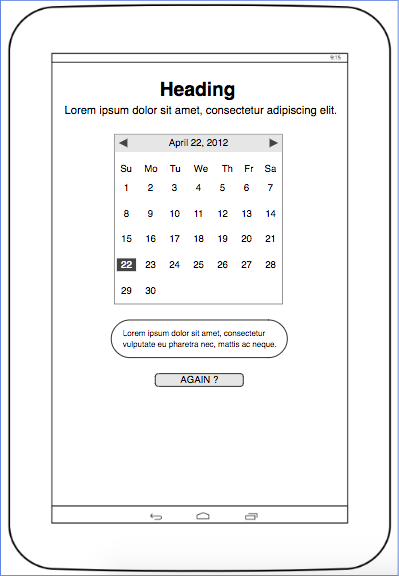 9:15
Heading
Lorem ipsum dolor sit amet, consectetur adipiscing elit.
April 22, 2012
Su Mo Tu We Th Fr Sa
1 2 3 4 5 6 7
8 9 10 11 12 13 14
15 16 17 18 19 20 21
22 23 24 25 26 27 28
29 30
Lorem ipsum dolor sit amet, consectetur
vulputate eu pharetra nec, mattis ac neque.
AGAIN ?